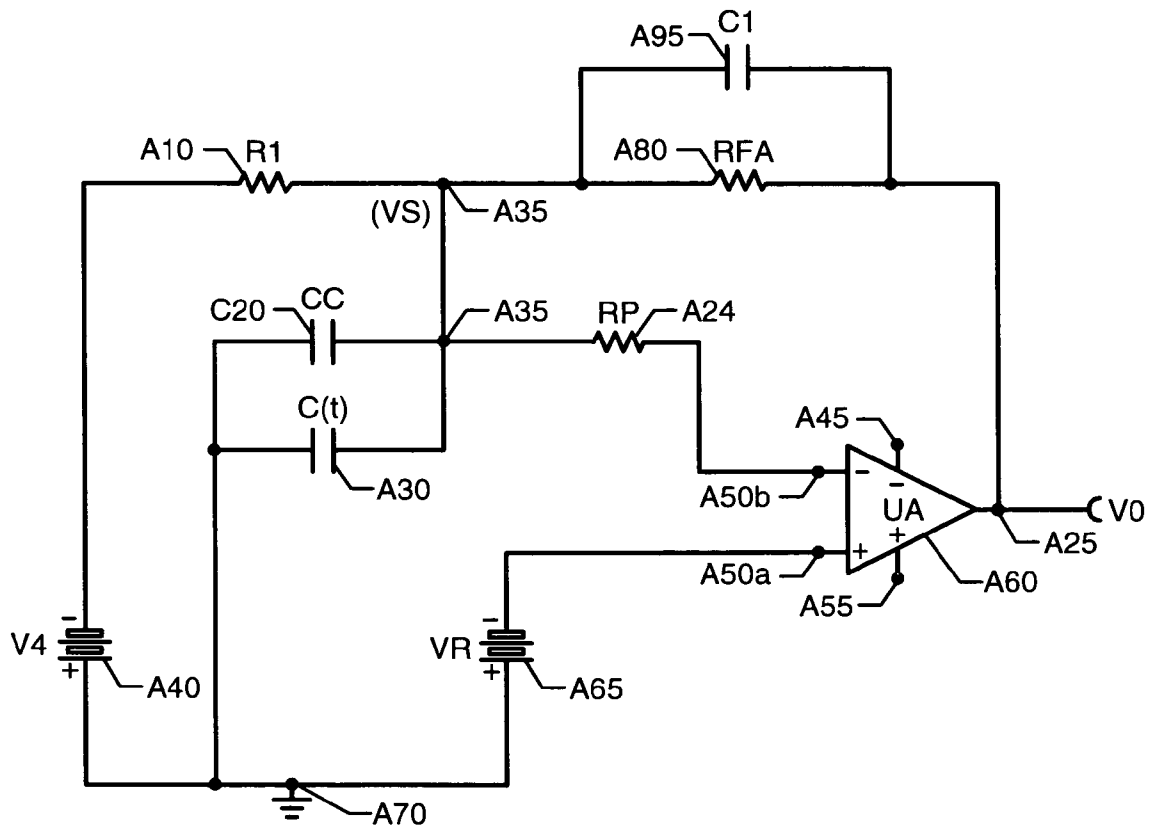 C1
A95
A10 R1
A80 RFA
(VS) A35
C20 CC
A35
RP A24
C(t)
A30
A45
A50b - -
UA
V0
+
A25
A50a +
A55
A60
-
V4
+
A40
-
VR
+
A65
A70